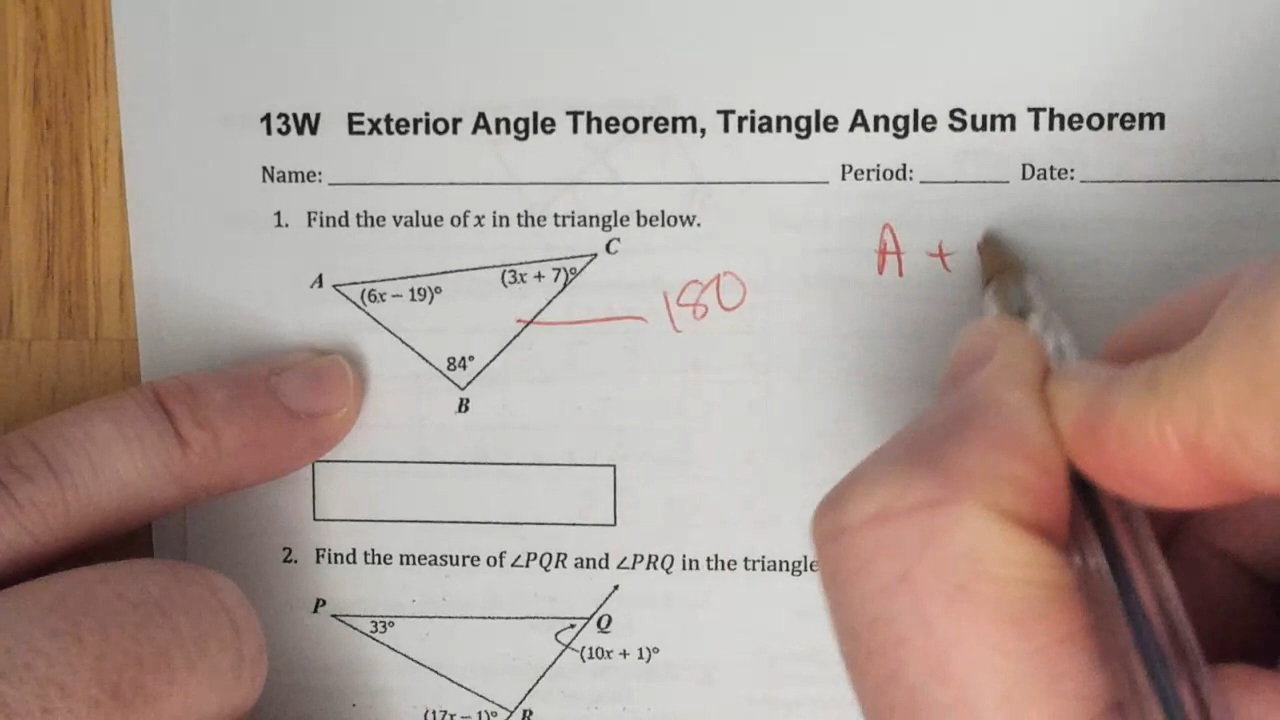 13W Exterior Angle Theorem, Triangle Angle Sum Theorem
Name: Period: Date:
1. Find the value of x in the triangle below.
A +
C
A
(3x + 7)º
(6x – 19)º
180
84°
B
2. Find the measure of ∠PQR and ∠PRQ in the triangle
P
Q
33°
(10x + 1)°
(17x – 1)° R